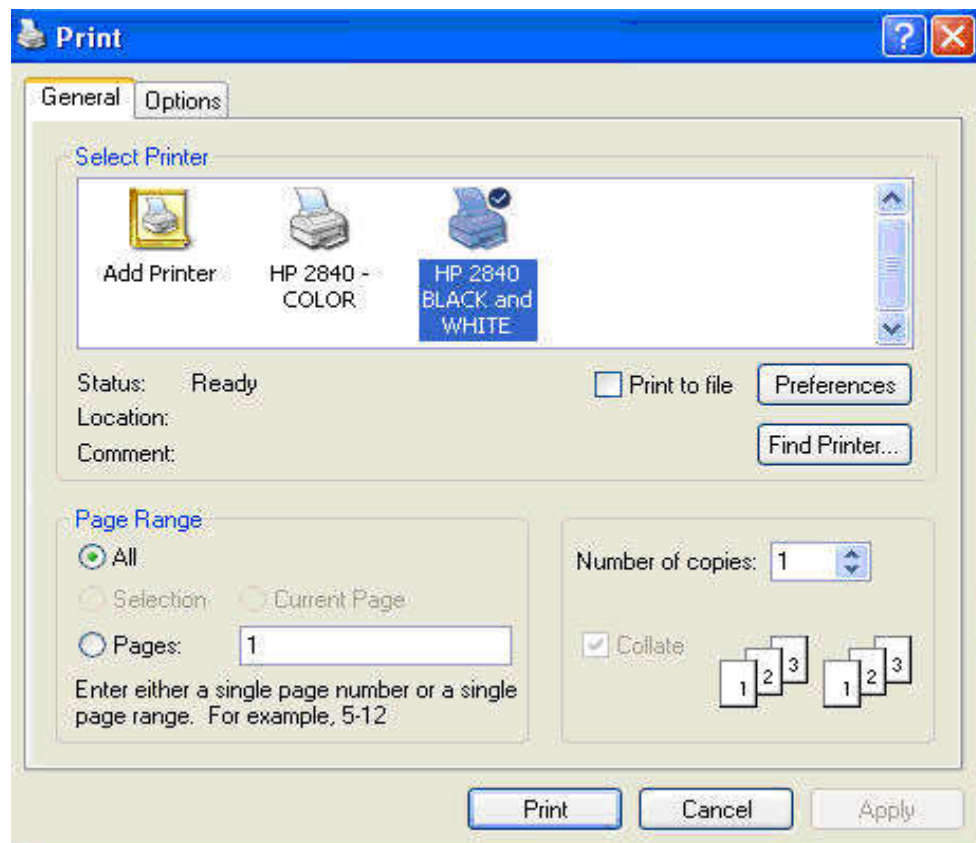 Print
General Options
Select Printer
Add Printer
HP 2840 -
COLOR
HP 2840
BLACK and
WHITE
Status: Ready
Location:
Comment:
Print to file
Preferences
Find Printer...
Page Range
All
Selection Current Page
Pages: 1
Enter either a single page number or a single
page range. For example, 5-12
Number of copies: 1
Collate
1 2 3 1 2 3
Print Cancel Apply